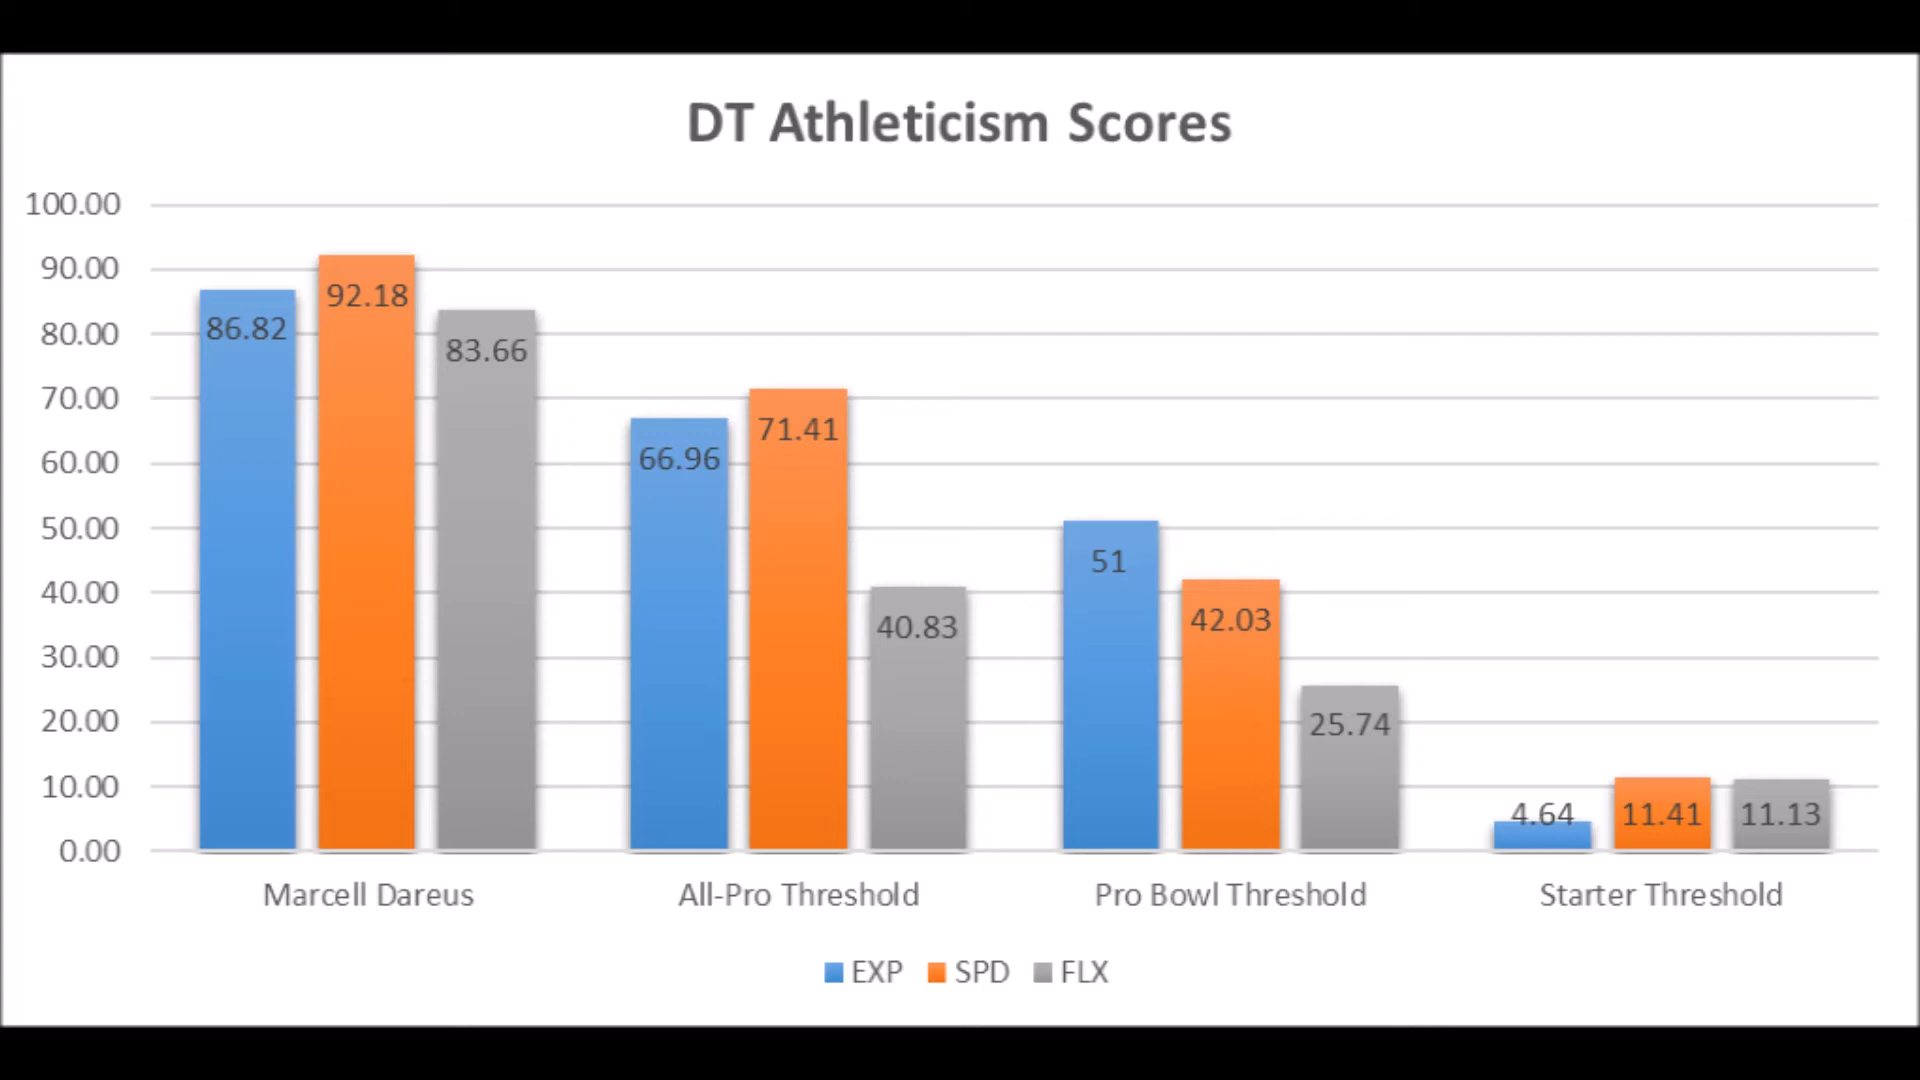 DT Athleticism Scores
100.00
90.00
80.00
70.00
60.00
50.00
40.00
30.00
20.00
10.00
0.00
86.82 92.18 83.66
66.96 71.41 40.83
51 42.03 25.74
4.64 11.41 11.13
Marcell Dareus All-Pro Threshold Pro Bowl Threshold Starter Threshold
EXP SPD FLX